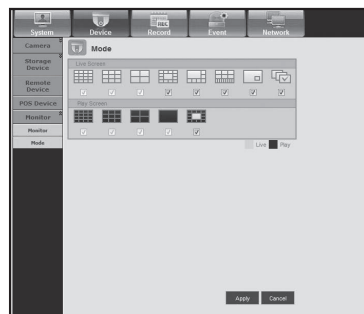 System Device Record Event Network
REC
Camera
Mode
Live Screen
Storage
Device
Remote
Device
Play Screen
POS Device
Monitor
Monitor
Mode
Live Play
Apply Cancel